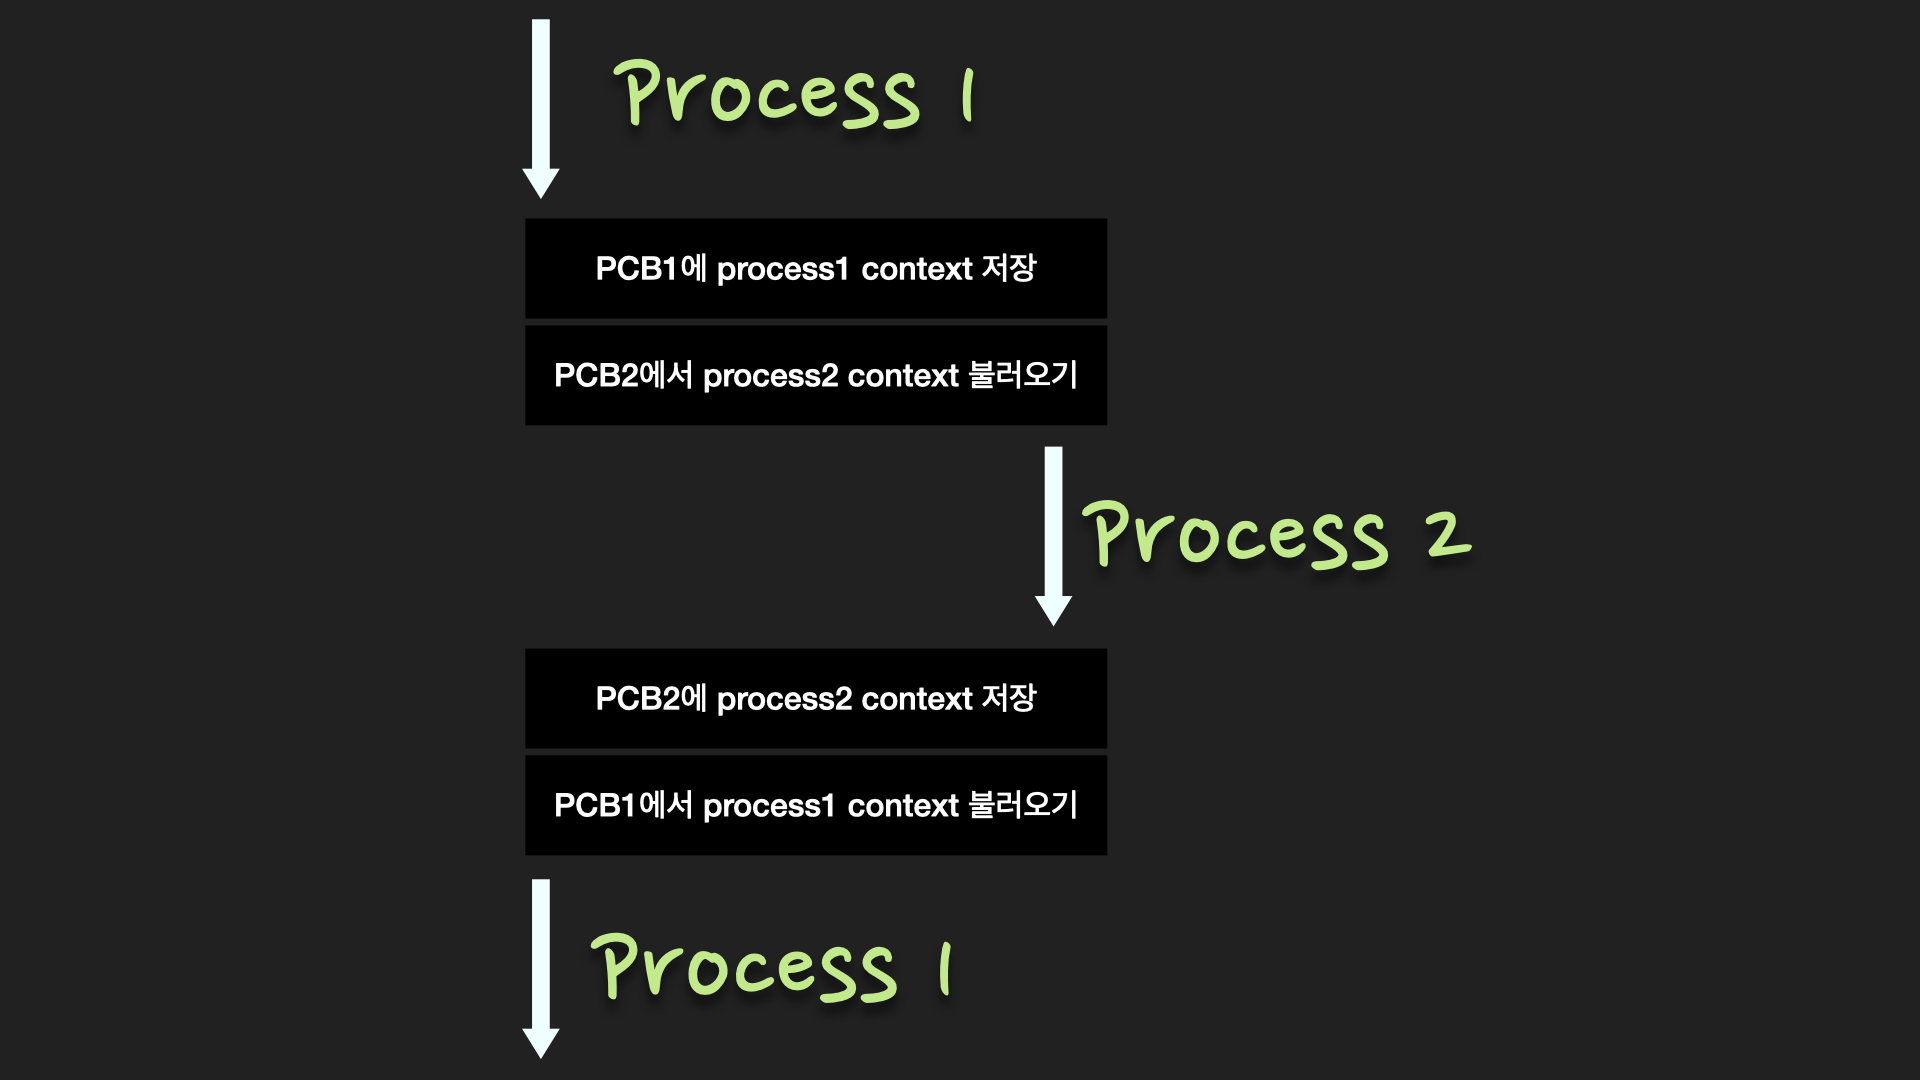 Process 1
PCB1에 process1 context 저장
PCB2에서 process2 context 불러오기
Process 2
PCB2에 process2 context 저장
PCB1에서 process1 context 불러오기
Process 1